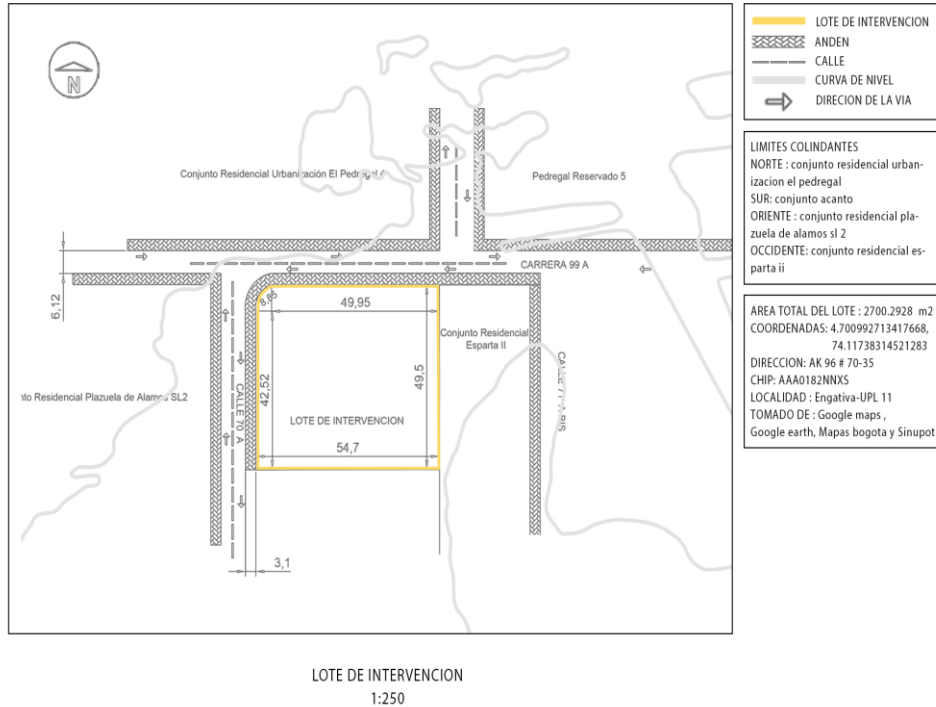 N
Conjunto Residencial Urbanización El Pedregal
Pedregal Reservado 5
CARRERA 99 A
6,12
8,85
49,95
Conjunto Residencial
Esparta II
42,52
49,5
CALLE 70 A
nto Residencial Plazuela de Alamos SL2
LOTE DE INTERVENCION
54,7
3,1
LOTE DE INTERVENCION
1:250
LOTE DE INTERVENCION
ANDEN
CALLE
CURVA DE NIVEL
DIRECION DE LA VIA
LIMITES COLINDANTES
NORTE : conjunto residencial urban-
izacion el pedregal
SUR: conjunto acanto
ORIENTE : conjunto residencial pla-
zuela de alamos sl 2
OCCIDENTE: conjunto residencial es-
parta ii
AREA TOTAL DEL LOTE : 2700.2928 m2
COORDENADAS: 4.700992713417668,
74.11738314521283
DIRECCION: AK 96 # 70-35
CHIP: AAA0182NNXS
LOCALIDAD : Engativa-UPL 11
TOMADO DE : Google maps ,
Google earth, Mapas bogota y Sinupot